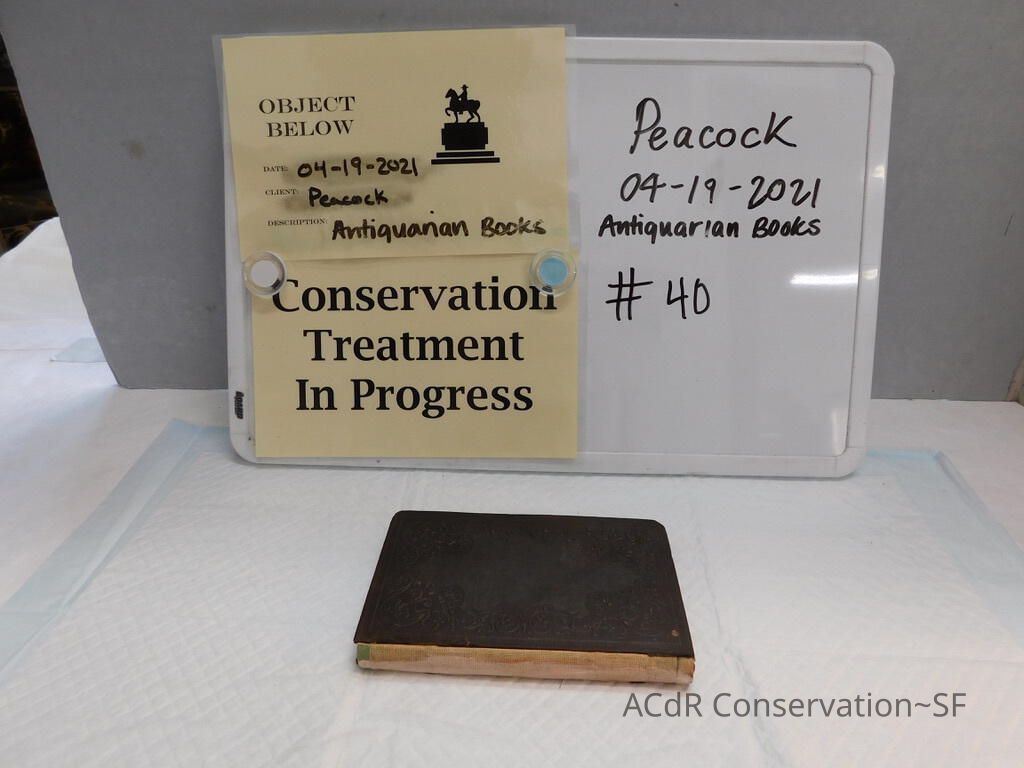 OBJECT
BELOW
DATE: 04-19-2021
CLIENT: Peacock
DESCRIPTION: Antiquarian Books
Conservation
Treatment
In Progress
Peacock
04-19-2021
Antiquarian Books
# 40
ACdR Conservation~SF